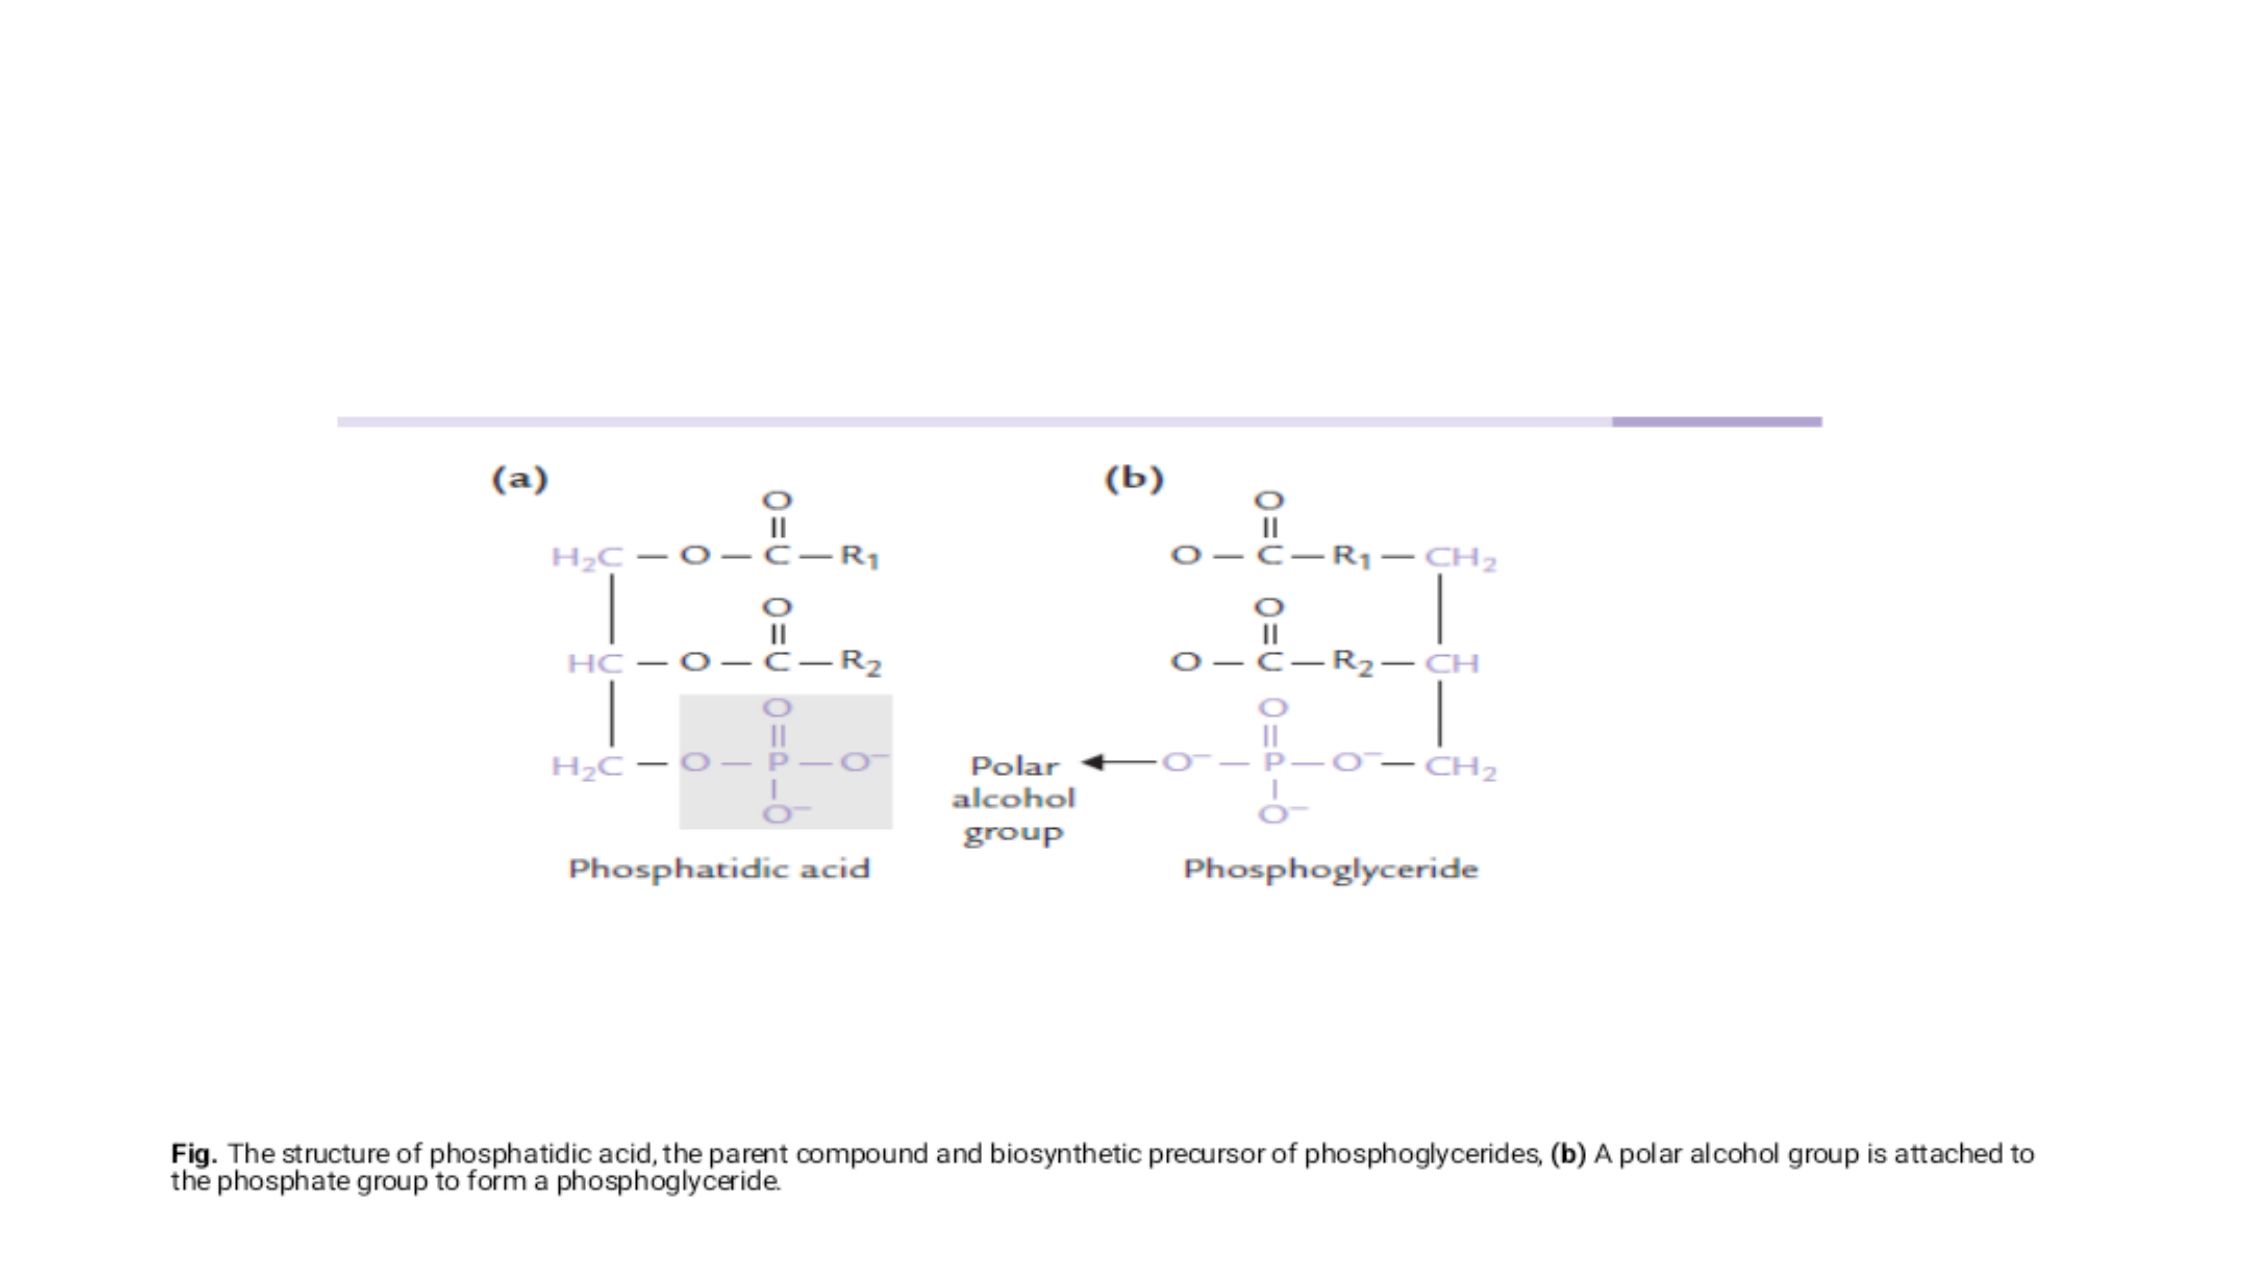 (a) (b)
O O
|| ||
H₂C — O — C — R₁ O — C — R₁ — CH₂
O O
|| ||
HC — O — C — R₂ O — C — R₂ — CH
O O
|| ||
H₂C — O — P — O⁻ Polar O⁻ — P — O⁻ — CH₂
alcohol
O⁻ O⁻
group
Phosphatidic acid Phosphoglyceride
Fig. The structure of phosphatidic acid, the parent compound and biosynthetic precursor of phosphoglycerides, (b) A polar alcohol group is attached to
the phosphate group to form a phosphoglyceride.